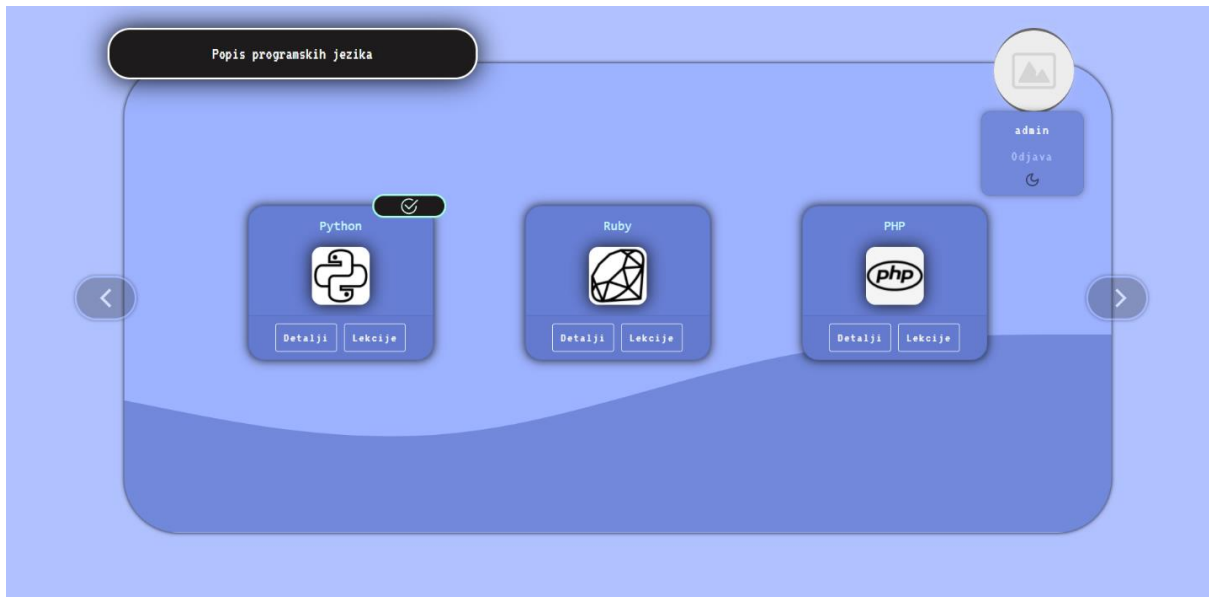 Popis programskih jezika
admin
Odjava
Python
Ruby
PHP
php
Detalji Lekcije
Detalji Lekcije
Detalji Lekcije